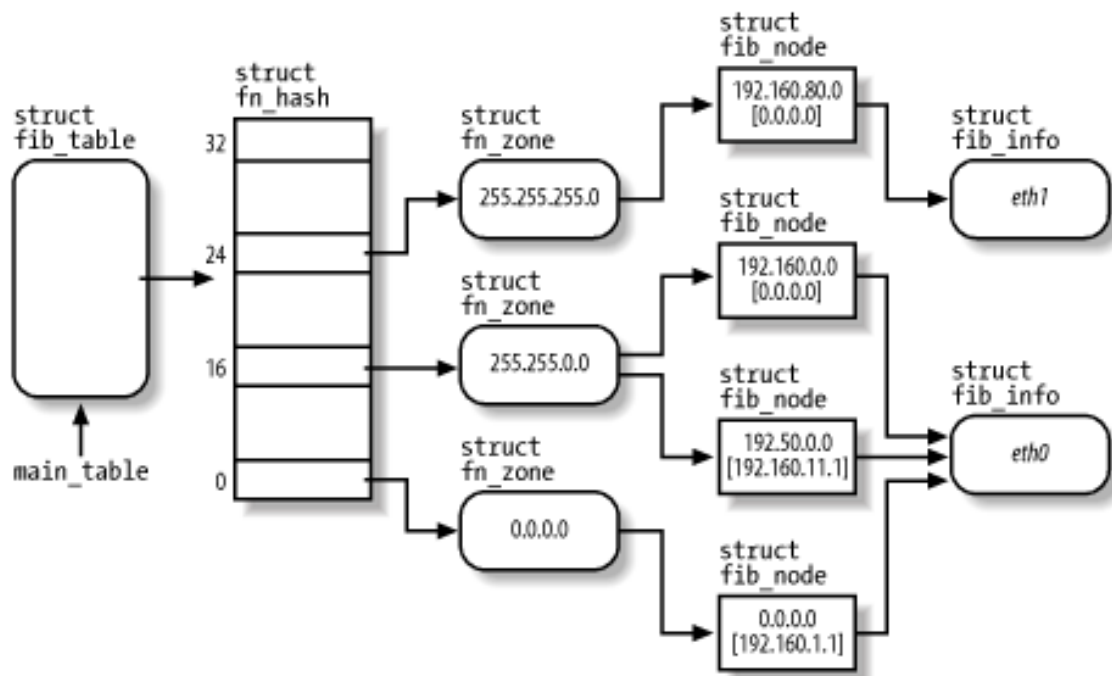 struct
fib_table
main_table
struct
fn_hash
32
24
16
0
struct
fn_zone
255.255.255.0
struct
fn_zone
255.255.0.0
struct
fn_zone
0.0.0.0
struct
fib_node
192.160.80.0
[0.0.0.0]
struct
fib_node
192.160.0.0
[0.0.0.0]
struct
fib_node
192.50.0.0
[192.160.11.1]
struct
fib_node
0.0.0.0
[192.160.1.1]
struct
fib_info
eth1
struct
fib_info
eth0